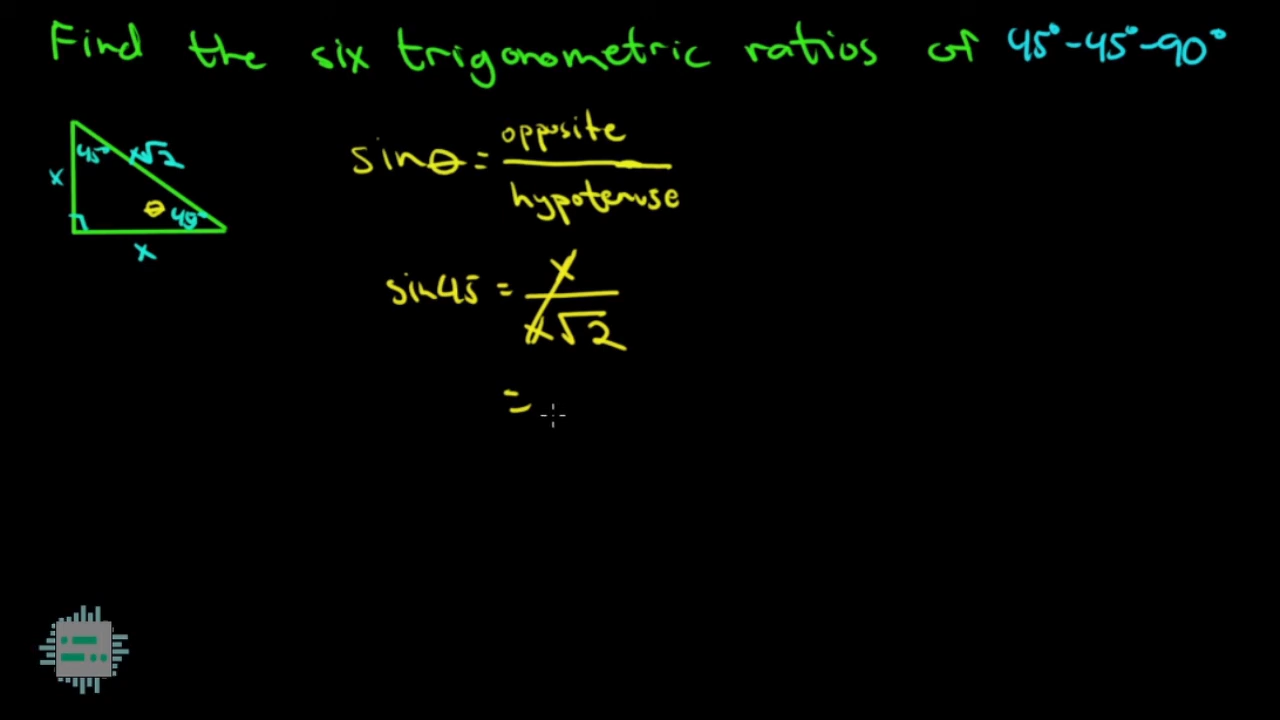 Find the six trigonometric ratios of 45°-45°-90°
45°
x√2
x
θ
45°
x
sinθ = opposite
hypotenuse
sin45 = x
x√2
=